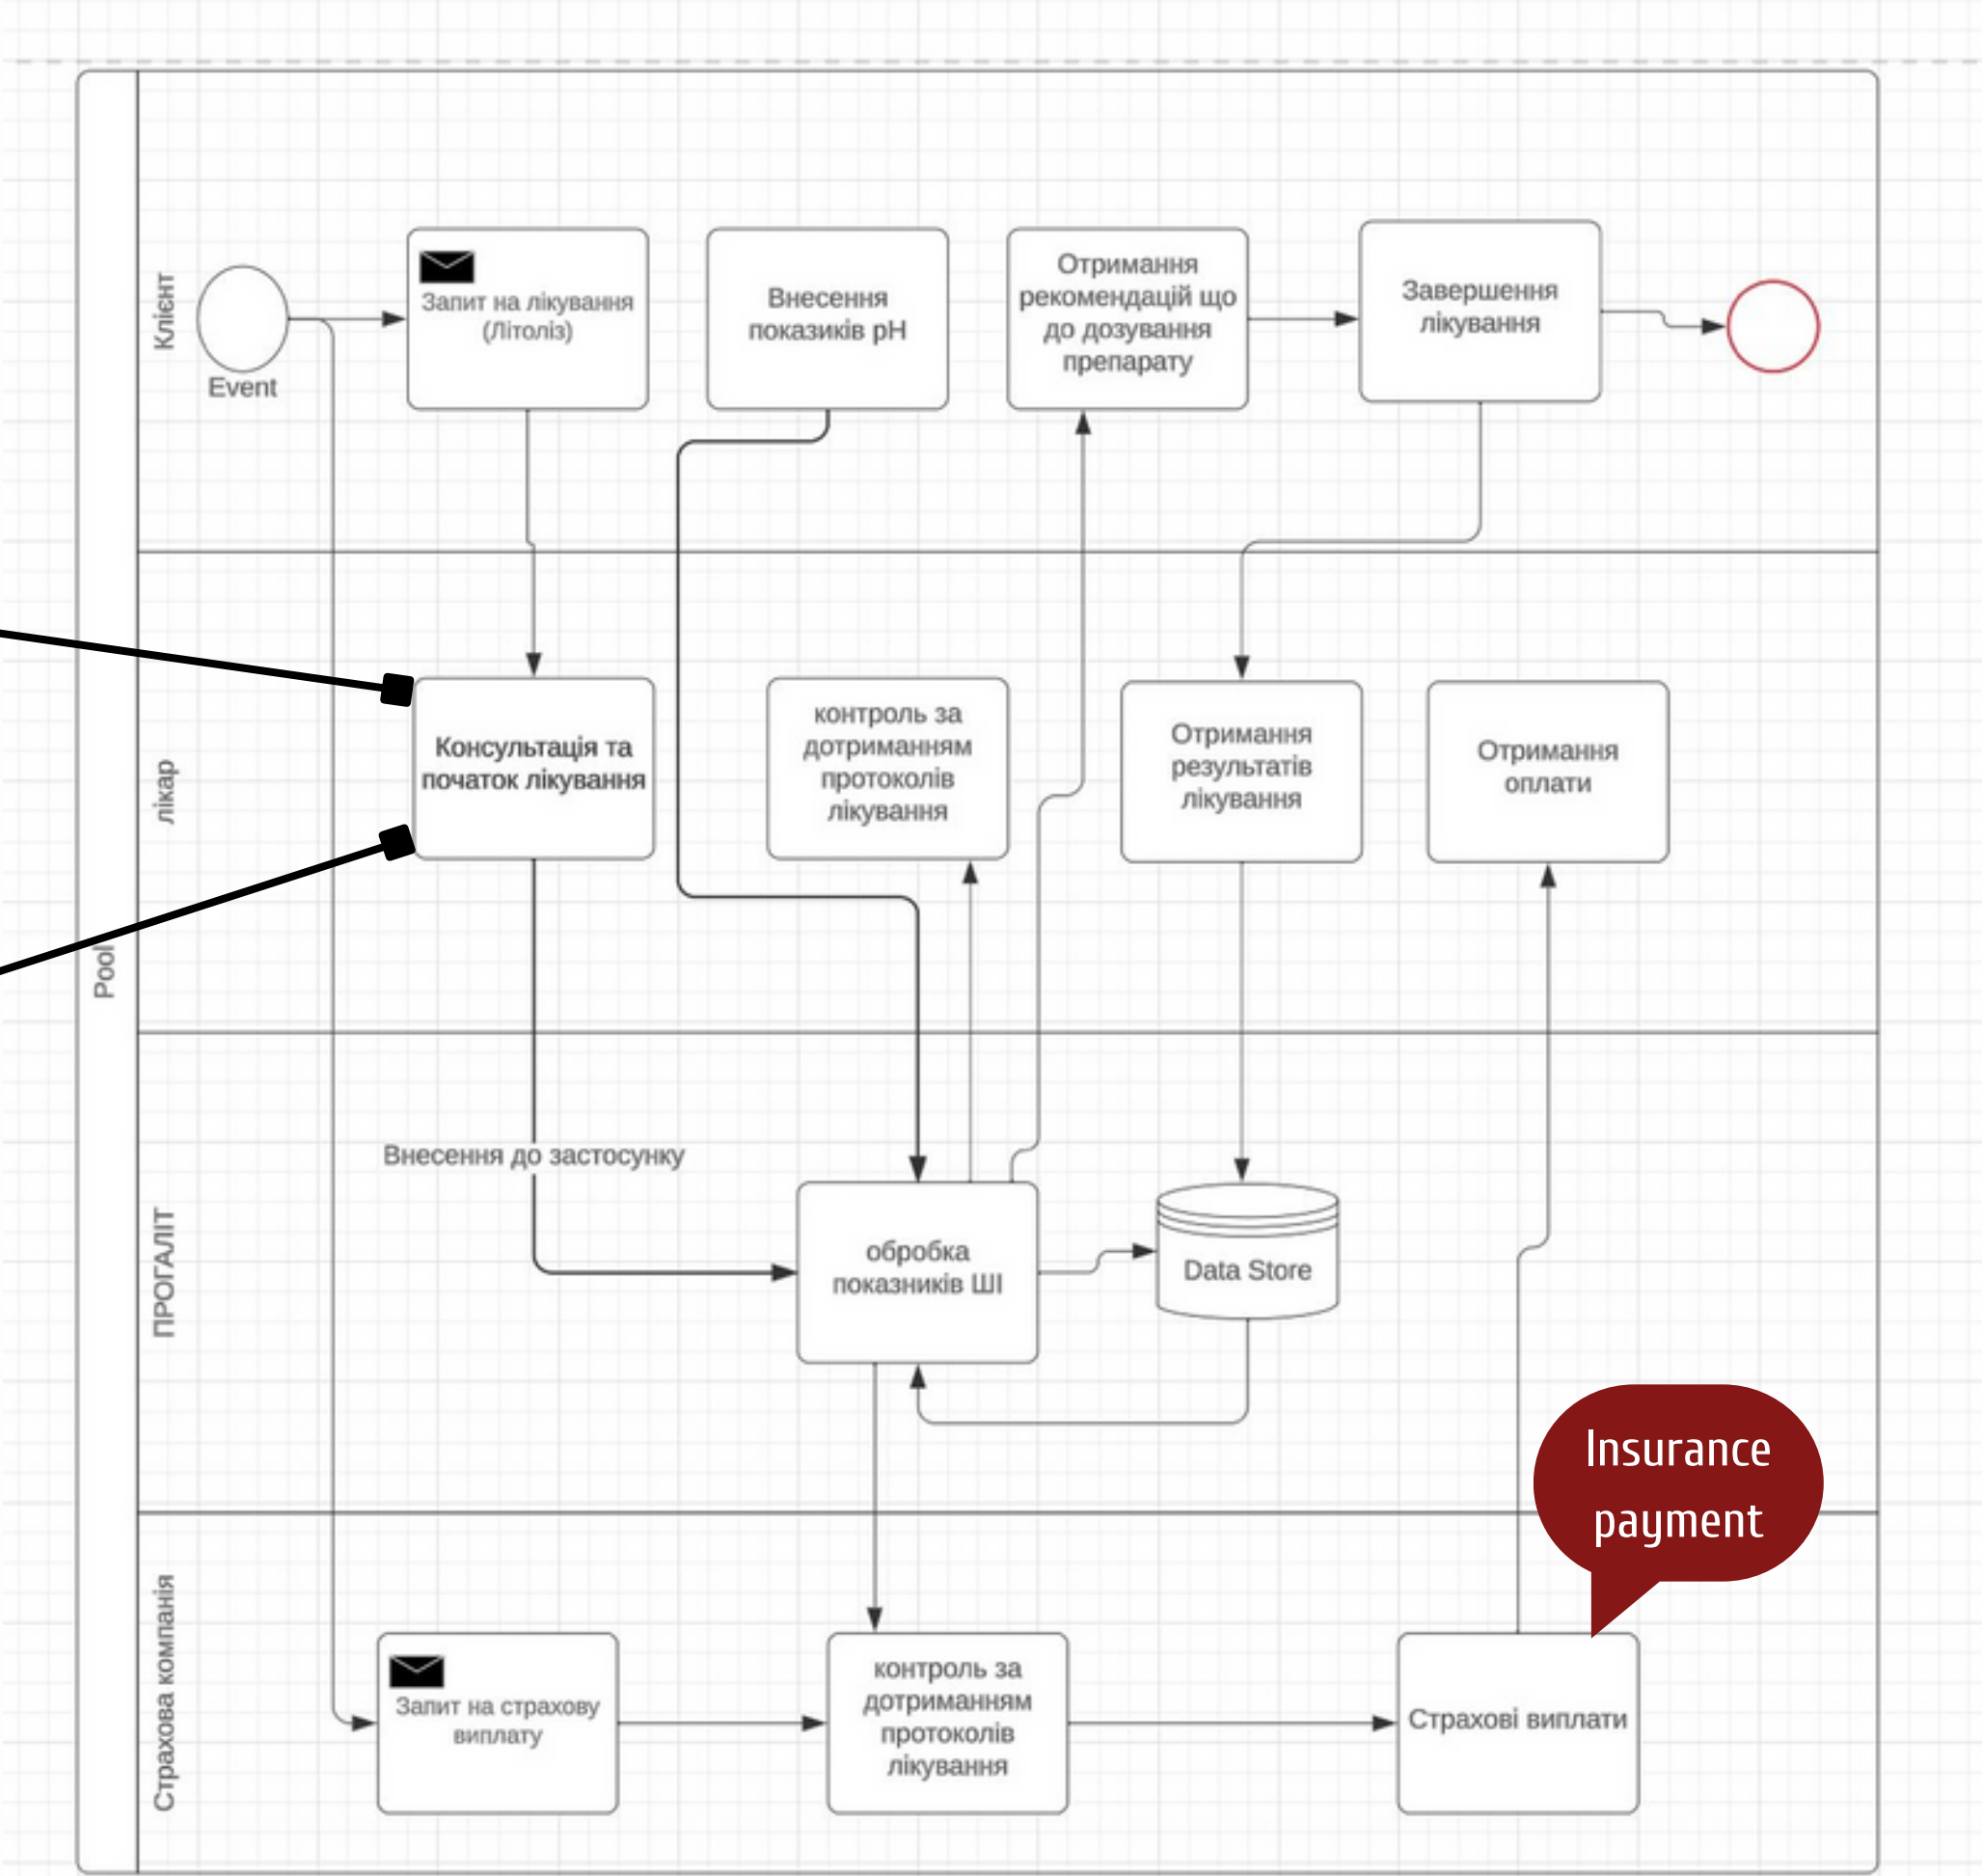 Pool
Клієнт
Event
Запит на лікування
(Літоліз)
Внесення
показиків pH
Отримання
рекомендацій що
до дозування
препарату
Завершення
лікування
лікар
Консультація та
початок лікування
контроль за
дотриманням
протоколів
лікування
Отримання
результатів
лікування
Отримання
оплати
ПРОГАЛІТ
Внесення до застосунку
обробка
показників ШІ
Data Store
Insurance
payment
Страхова компанія
Запит на страхову
виплату
контроль за
дотриманням
протоколів
лікування
Страхові виплати